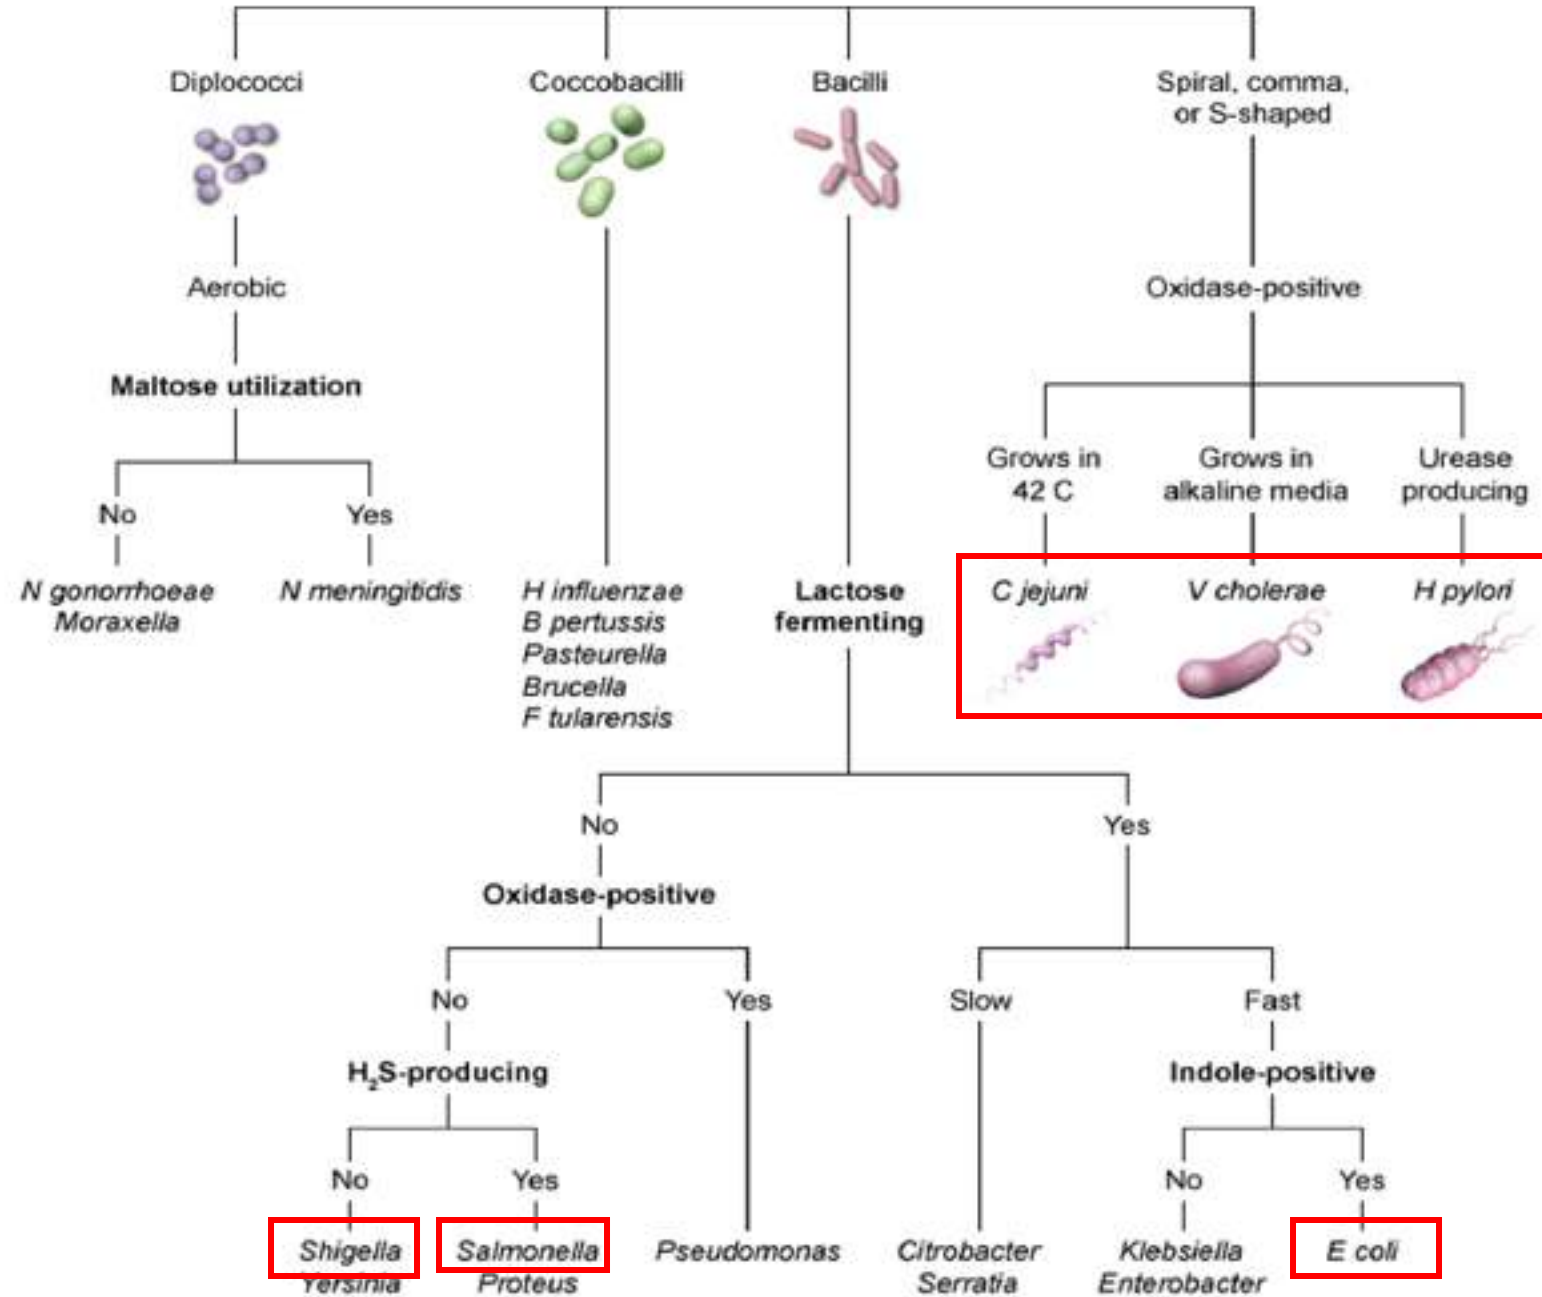 Diplococci
Coccobacilli
Bacilli
Spiral, comma,
or S-shaped
Aerobic
Oxidase-positive
Maltose utilization
No
Yes
Grows in
42 C
Grows in
alkaline media
Urease
producing
N gonorrhoeae
Moraxella
N meningitidis
H influenzae
B pertussis
Pasteurella
Brucella
F tularensis
Lactose
fermenting
C jejuni
V cholerae
H pylori
No
Yes
Oxidase-positive
No
Yes
Slow
Fast
H₂S-producing
Indole-positive
No
Yes
No
Yes
Shigella
Yersinia
Salmonella
Proteus
Pseudomonas
Citrobacter
Serratia
Klebsiella
Enterobacter
E coli